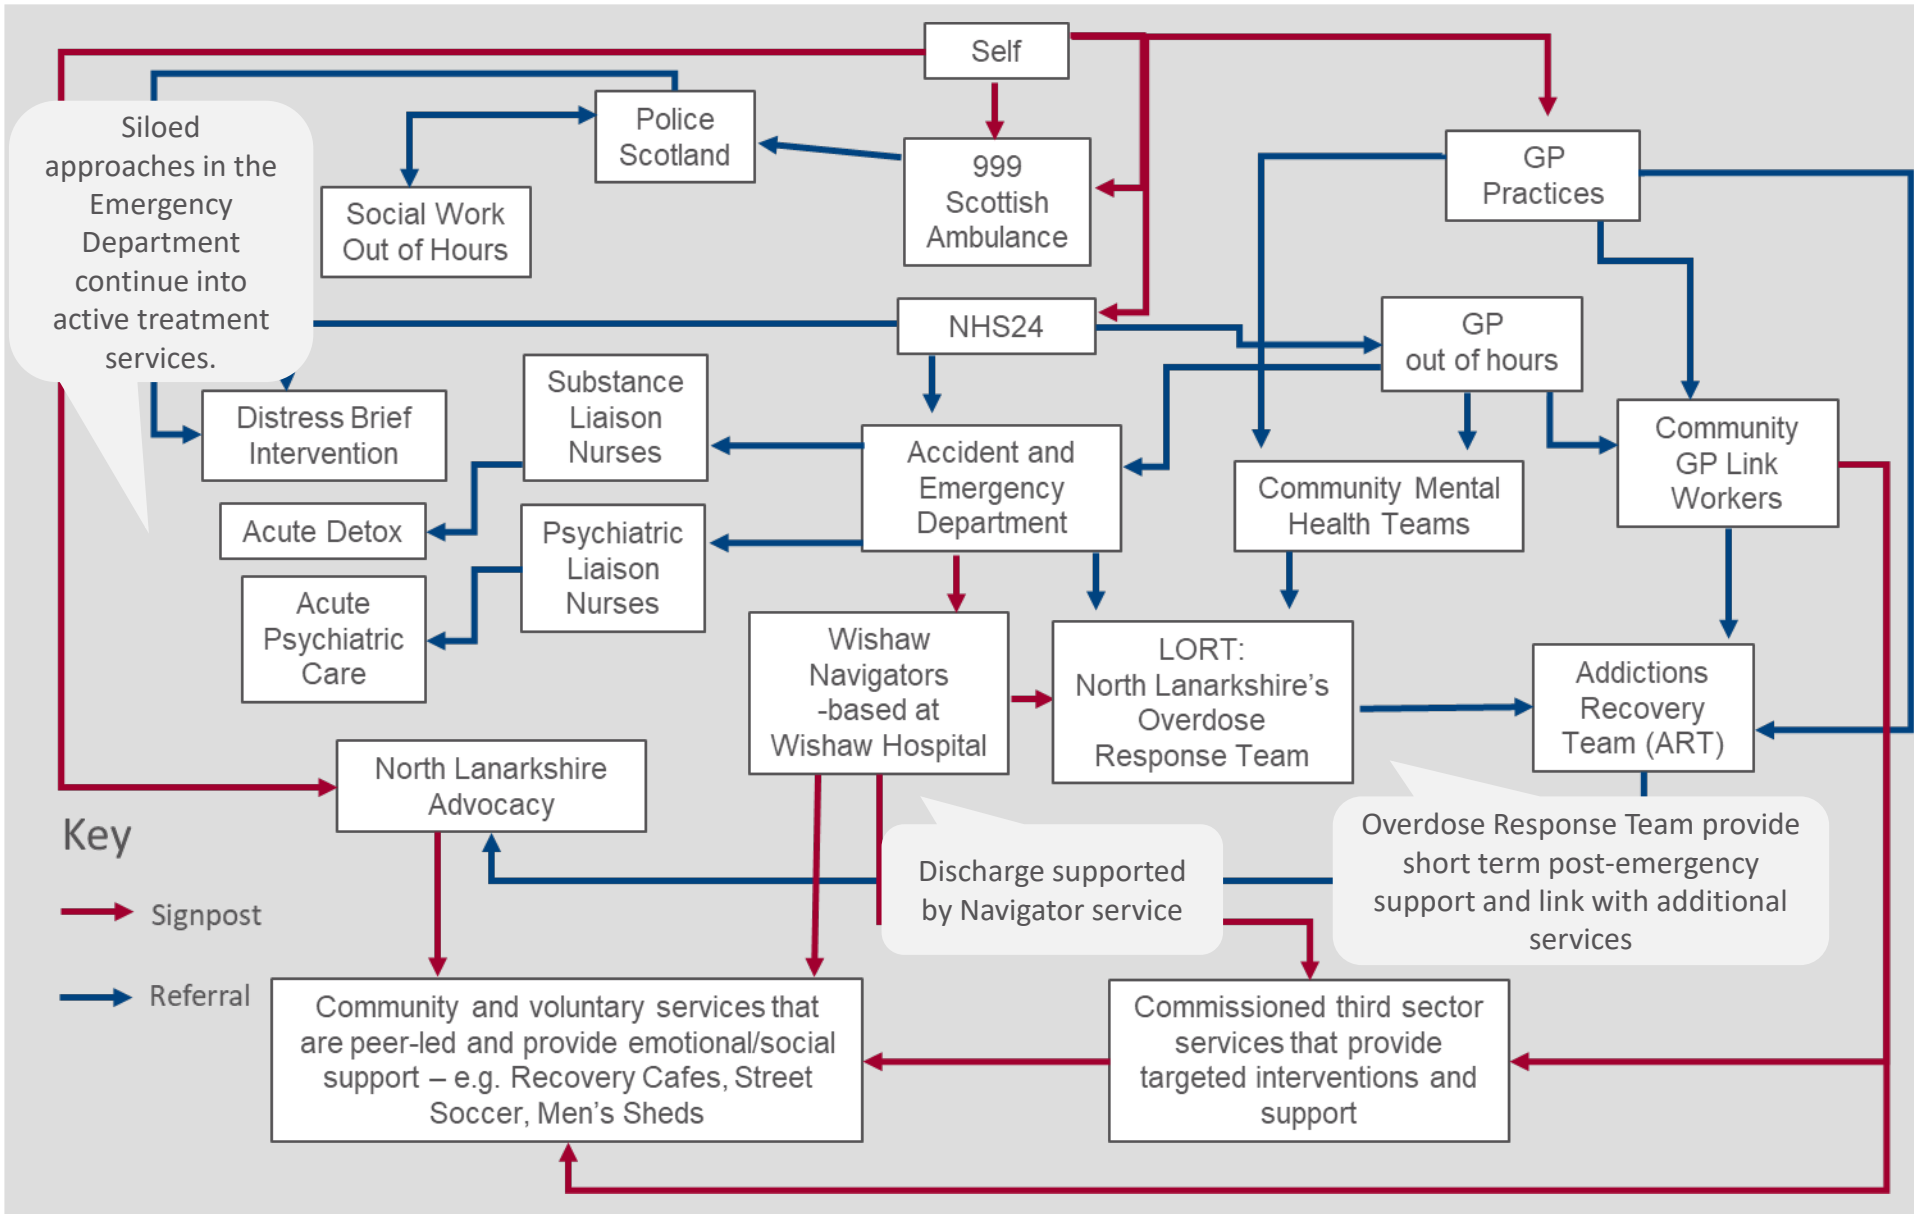 Self
Police
Scotland
999
Scottish
Ambulance
GP
Practices
Siloed
approaches in the
Emergency
Department
continue into
active treatment
services.
Social Work
Out of Hours
NHS24
GP
out of hours
Substance
Liaison
Nurses
Distress Brief
Intervention
Accident and
Emergency
Department
Community Mental
Health Teams
Community
GP Link
Workers
Acute Detox
Psychiatric
Liaison
Nurses
Acute
Psychiatric
Care
Wishaw
Navigators
-based at
Wishaw Hospital
LORT:
North Lanarkshire’s
Overdose
Response Team
Addictions
Recovery
Team (ART)
North Lanarkshire
Advocacy
Key
Signpost
Referral
Discharge supported
by Navigator service
Overdose Response Team provide
short term post-emergency
support and link with additional
services
Community and voluntary services that
are peer-led and provide emotional/social
support – e.g. Recovery Cafes, Street
Soccer, Men’s Sheds
Commissioned third sector
services that provide
targeted interventions and
support